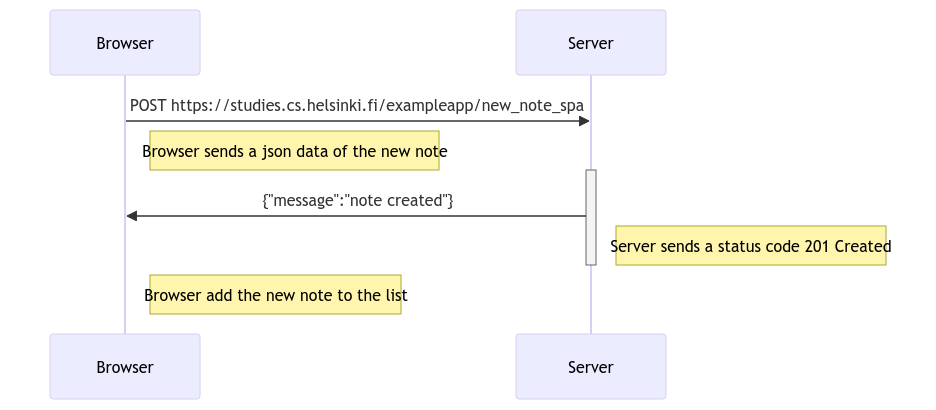 Browser
Server
POST https://studies.cs.helsinki.fi/exampleapp/new_note_spa
Browser sends a json data of the new note
{"message":"note created"}
Server sends a status code 201 Created
Browser add the new note to the list
Browser
Server